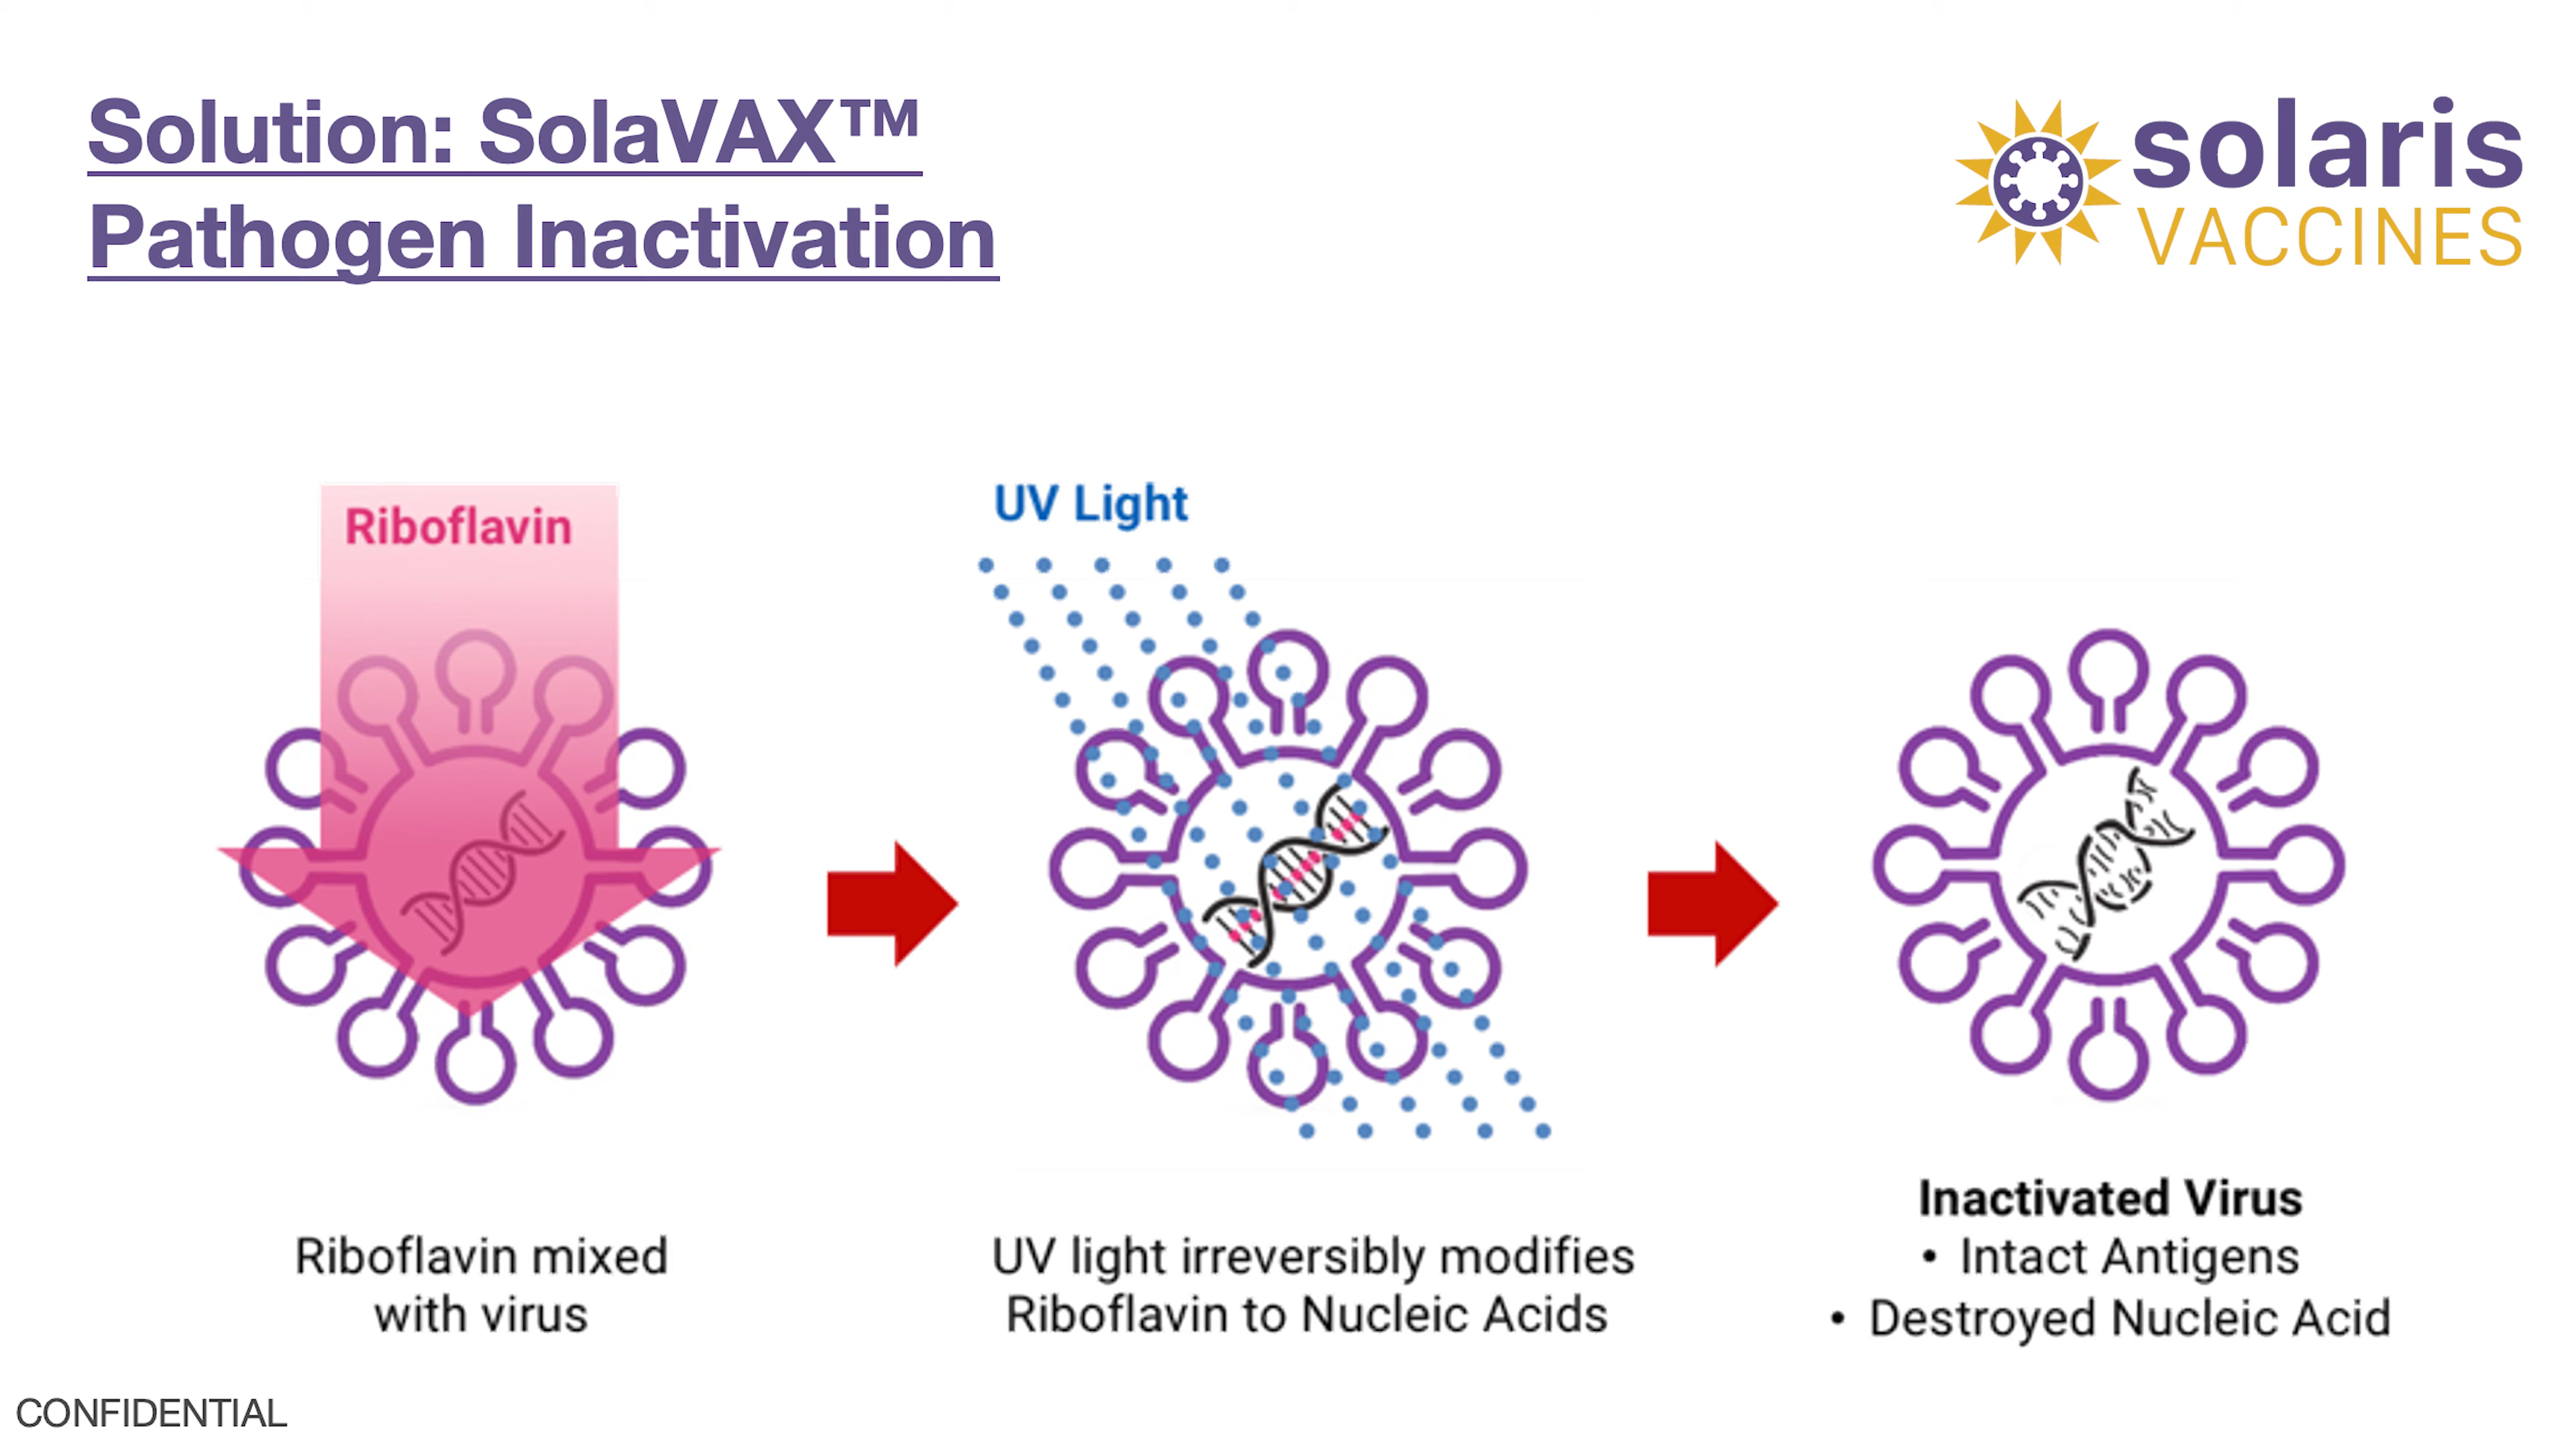 Solution: SolaVAX™
Pathogen Inactivation
solaris
VACCINES
Riboflavin
UV Light
Riboflavin mixed
with virus
UV light irreversibly modifies
Riboflavin to Nucleic Acids
Inactivated Virus
• Intact Antigens
• Destroyed Nucleic Acid
CONFIDENTIAL